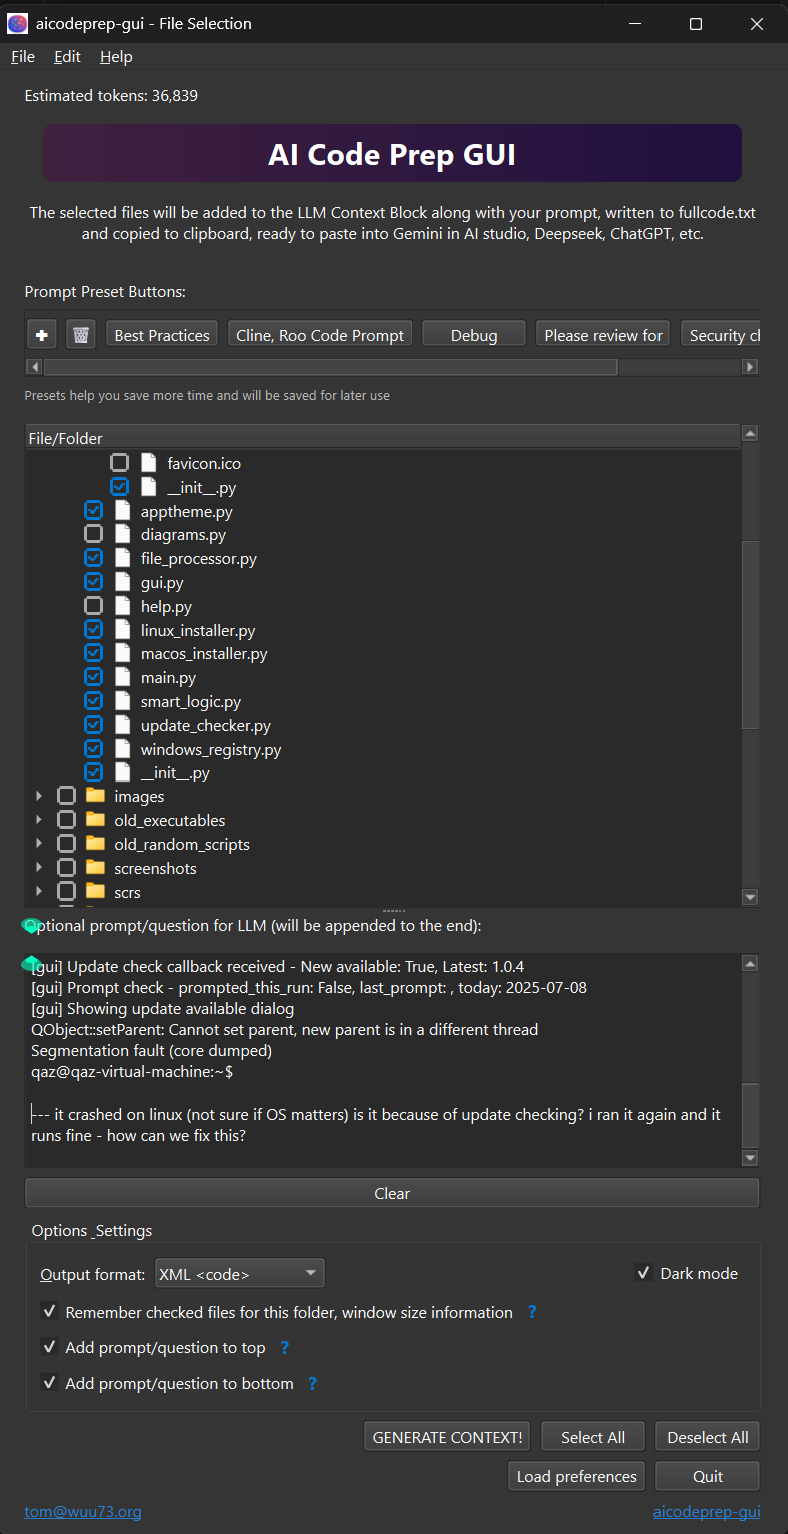 aicodeprep-gui - File Selection
File Edit Help
Estimated tokens: 36,839
AI Code Prep GUI
The selected files will be added to the LLM Context Block along with your prompt, written to fullcode.txt
and copied to clipboard, ready to paste into Gemini in AI studio, Deepseek, ChatGPT, etc.
Prompt Preset Buttons:
Best Practices Cline, Roo Code Prompt Debug Please review for Security ch
Presets help you save more time and will be saved for later use
File/Folder
favicon.ico
__init__.py
apptheme.py
diagrams.py
file_processor.py
gui.py
help.py
linux_installer.py
macos_installer.py
main.py
smart_logic.py
update_checker.py
windows_registry.py
__init__.py
images
old_executables
old_random_scripts
screenshots
scrs
Optional prompt/question for LLM (will be appended to the end):
[gui] Update check callback received - New available: True, Latest: 1.0.4
[gui] Prompt check - prompted_this_run: False, last_prompt: , today: 2025-07-08
[gui] Showing update available dialog
QObject::setParent: Cannot set parent, new parent is in a different thread
Segmentation fault (core dumped)
qaz@qaz-virtual-machine:~$
--- it crashed on linux (not sure if OS matters) is it because of update checking? i ran it again and it
runs fine - how can we fix this?
Clear
Options _Settings
Output format: XML <code> Dark mode
Remember checked files for this folder, window size information ?
Add prompt/question to top ?
Add prompt/question to bottom ?
GENERATE CONTEXT! Select All Deselect All
Load preferences Quit
tom@wuu73.org aicodeprep-gui